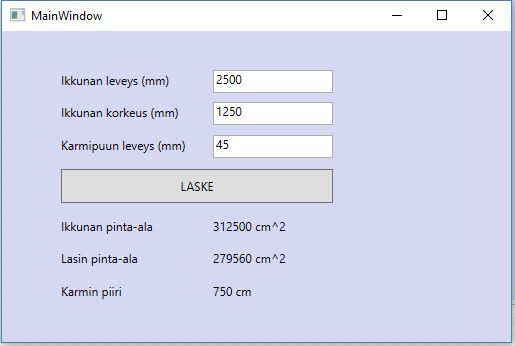 MainWindow
Ikkunan leveys (mm) 2500
Ikkunan korkeus (mm) 1250
Karmipuun leveys (mm) 45
LASKE
Ikkunan pinta-ala 312500 cm^2
Lasin pinta-ala 279560 cm^2
Karmin piiri 750 cm